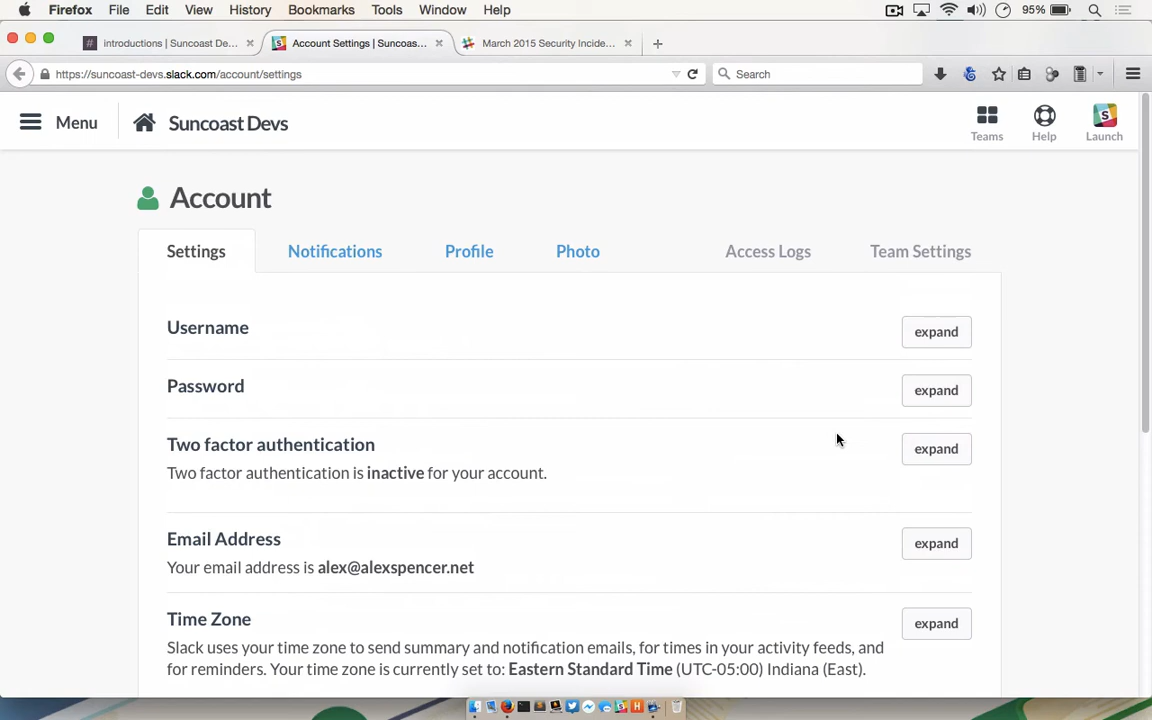 Firefox File Edit View History Bookmarks Tools Window Help 95%
introductions | Suncoast De... Account Settings | Suncoas... March 2015 Security Incide...
https://suncoast-devs.slack.com/account/settings Search
Menu Suncoast Devs Teams Help Launch
Account
Settings Notifications Profile Photo Access Logs Team Settings
Username expand
Password expand
Two factor authentication expand
Two factor authentication is inactive for your account.
Email Address expand
Your email address is alex@alexspencer.net
Time Zone expand
Slack uses your time zone to send summary and notification emails, for times in your activity feeds, and
for reminders. Your time zone is currently set to: Eastern Standard Time (UTC-05:00) Indiana (East).